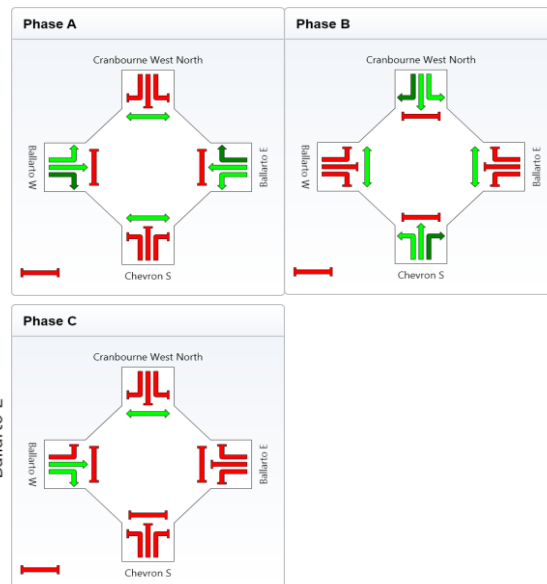 Phase A
Cranbourne West North
Ballarto W
Ballarto E
Chevron S
Phase B
Cranbourne West North
Ballarto W
Ballarto E
Chevron S
Phase C
Cranbourne West North
Ballarto W
Ballarto E
Chevron S